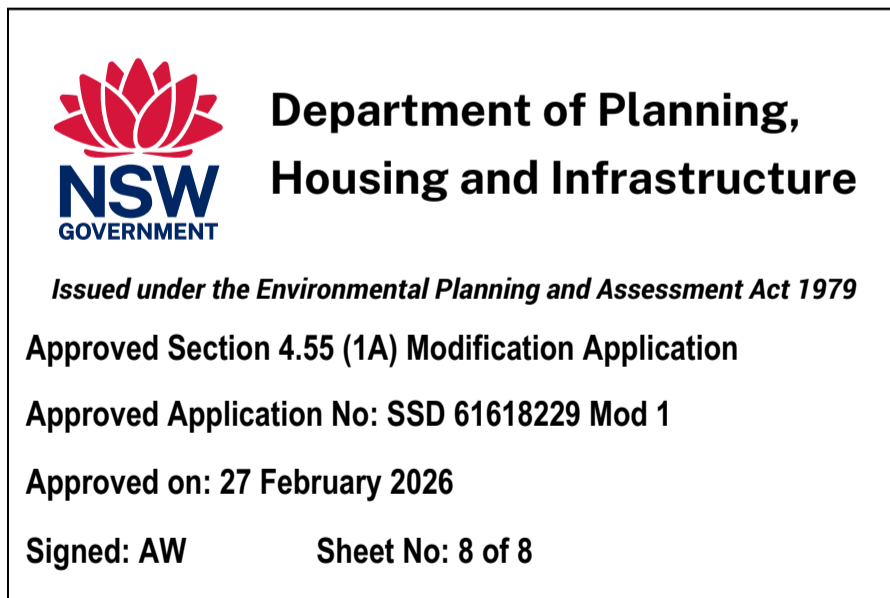 Department of Planning,
Housing and Infrastructure
NSW
GOVERNMENT
Issued under the Environmental Planning and Assessment Act 1979
Approved Section 4.55 (1A) Modification Application
Approved Application No: SSD 61618229 Mod 1
Approved on: 27 February 2026
Signed: AW Sheet No: 8 of 8